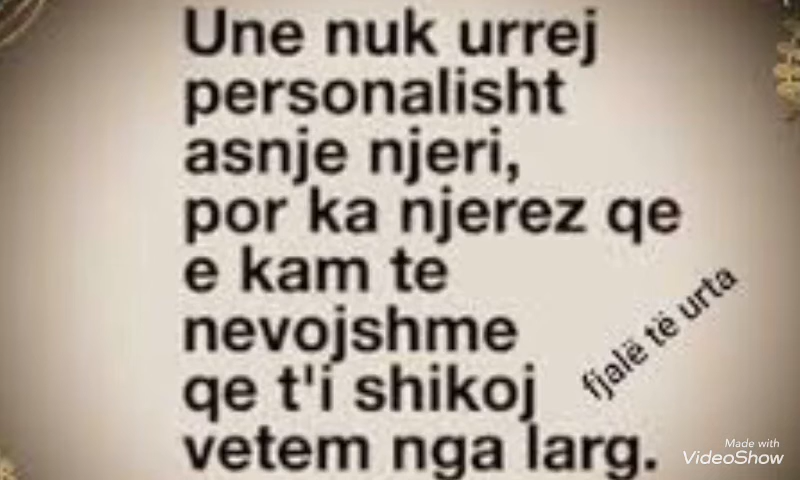 Une nuk urrej
personalisht
asnje njeri,
por ka njerez qe
e kam te
nevojshme
qe t'i shikoj
vetem nga larg.
fjalë të urta
Made with
VideoShow